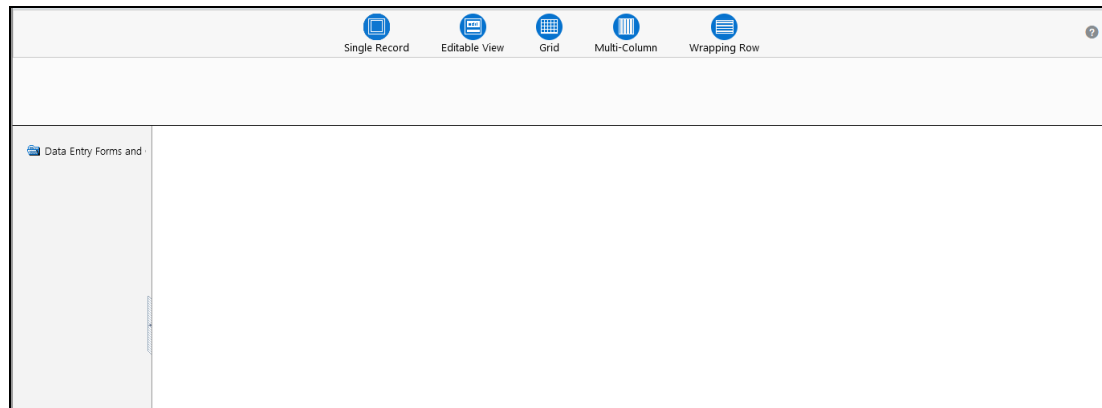 Single Record Editable View Grid Multi-Column Wrapping Row
?
Data Entry Forms and